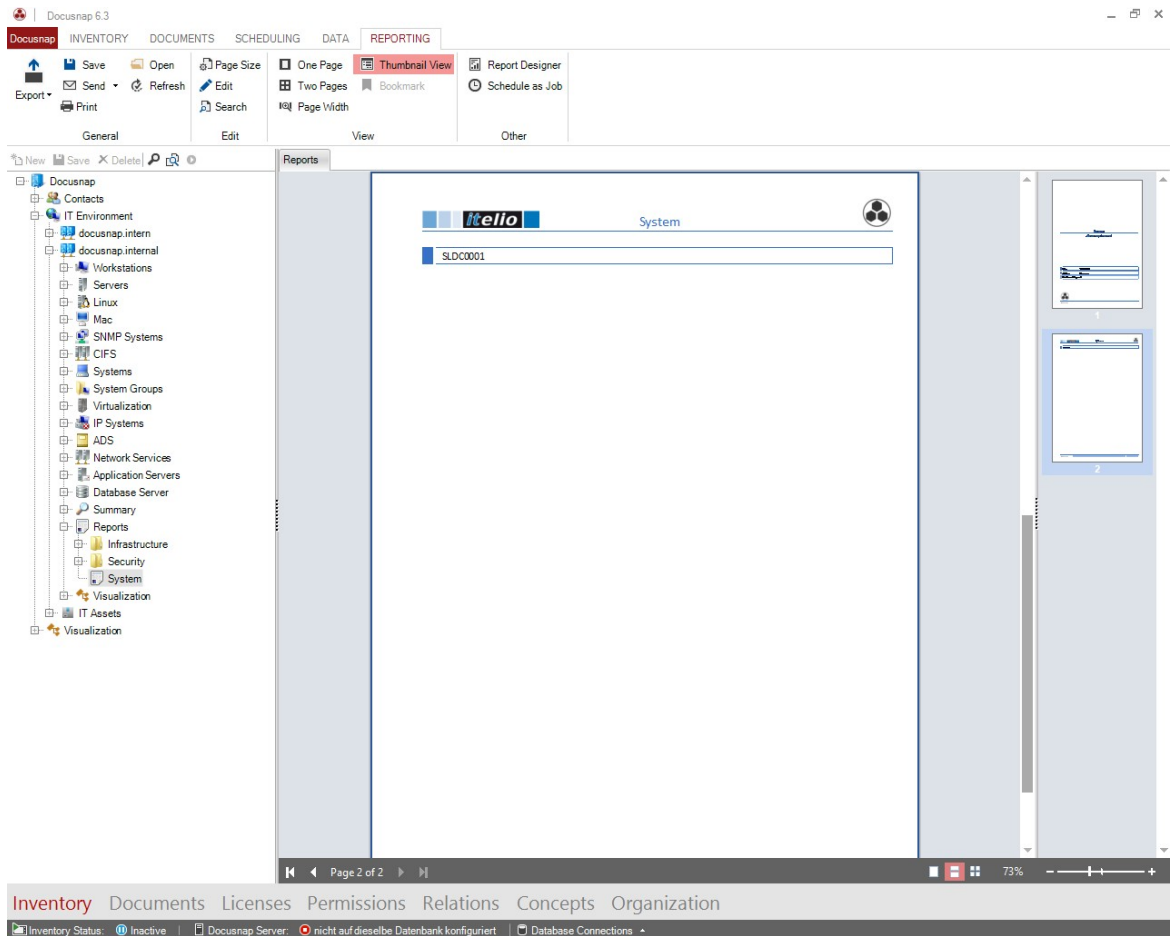 Docusnap 6.3
Docusnap INVENTORY DOCUMENTS SCHEDULING DATA REPORTING
Export
Save
Send
Print
Open
Refresh
General
Page Size
Edit
Search
Edit
One Page
Two Pages
Page Width
Thumbnail View
Bookmark
View
Report Designer
Schedule as Job
Other
New Save Delete
Reports
Docusnap
Contacts
IT Environment
docusnap.intern
docusnap.internal
Workstations
Servers
Linux
Mac
SNMP Systems
CIFS
Systems
System Groups
Virtualization
IP Systems
ADS
Network Services
Application Servers
Database Server
Summary
Reports
Infrastructure
Security
System
Visualization
IT Assets
Visualization
itelio
System
SLDC0001
1
2
Page 2 of 2
73%
Inventory Documents Licenses Permissions Relations Concepts Organization
Inventory Status: Inactive | Docusnap Server: nicht auf dieselbe Datenbank konfiguriert | Database Connections